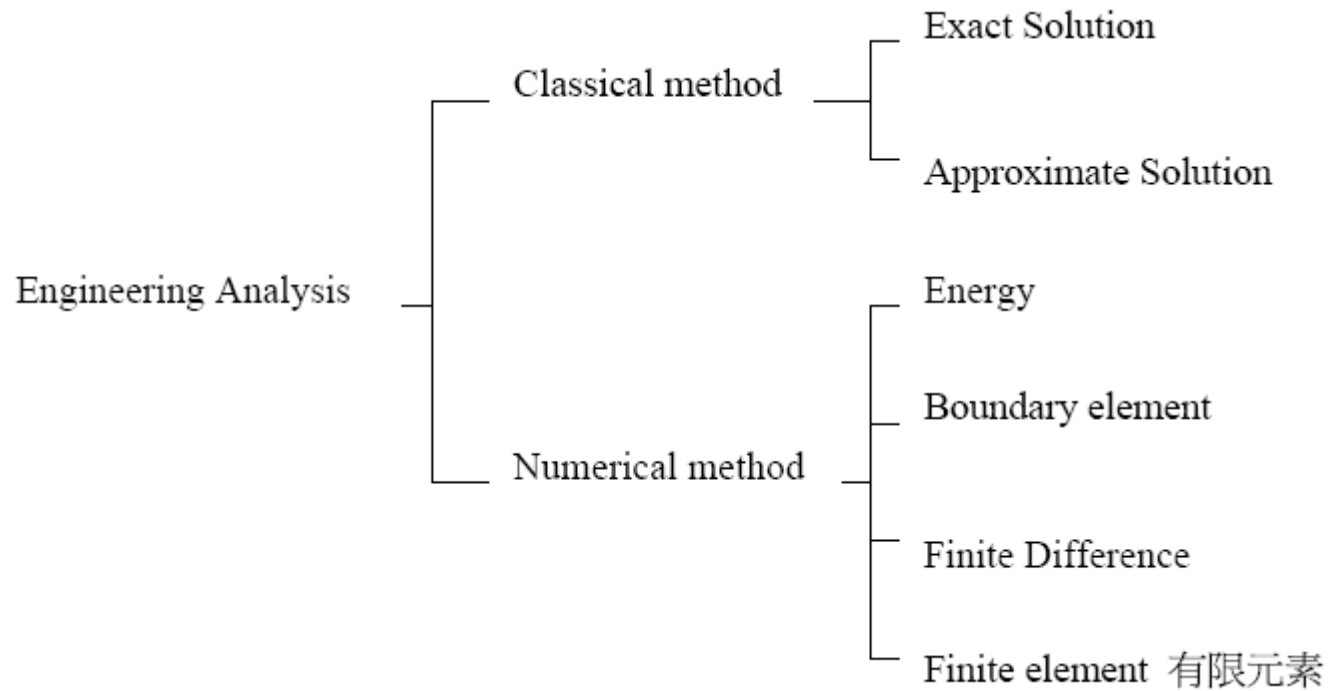 Exact Solution
Classical method
Approximate Solution
Engineering Analysis
Energy
Boundary element
Numerical method
Finite Difference
Finite element 有限元素